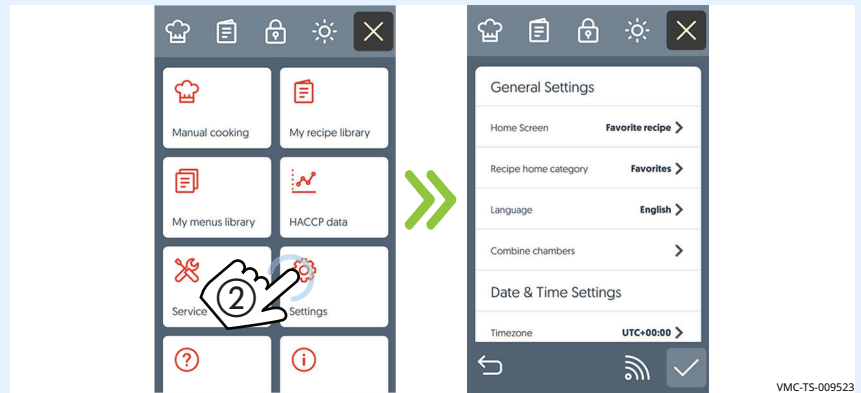 Manual cooking
My recipe library
My menus library
HACCP data
Service
2
Settings
General Settings
Home Screen Favorite recipe
Recipe home category Favorites
Language English
Combine chambers
Date & Time Settings
Timezone UTC+00:00
VMC-TS-009523